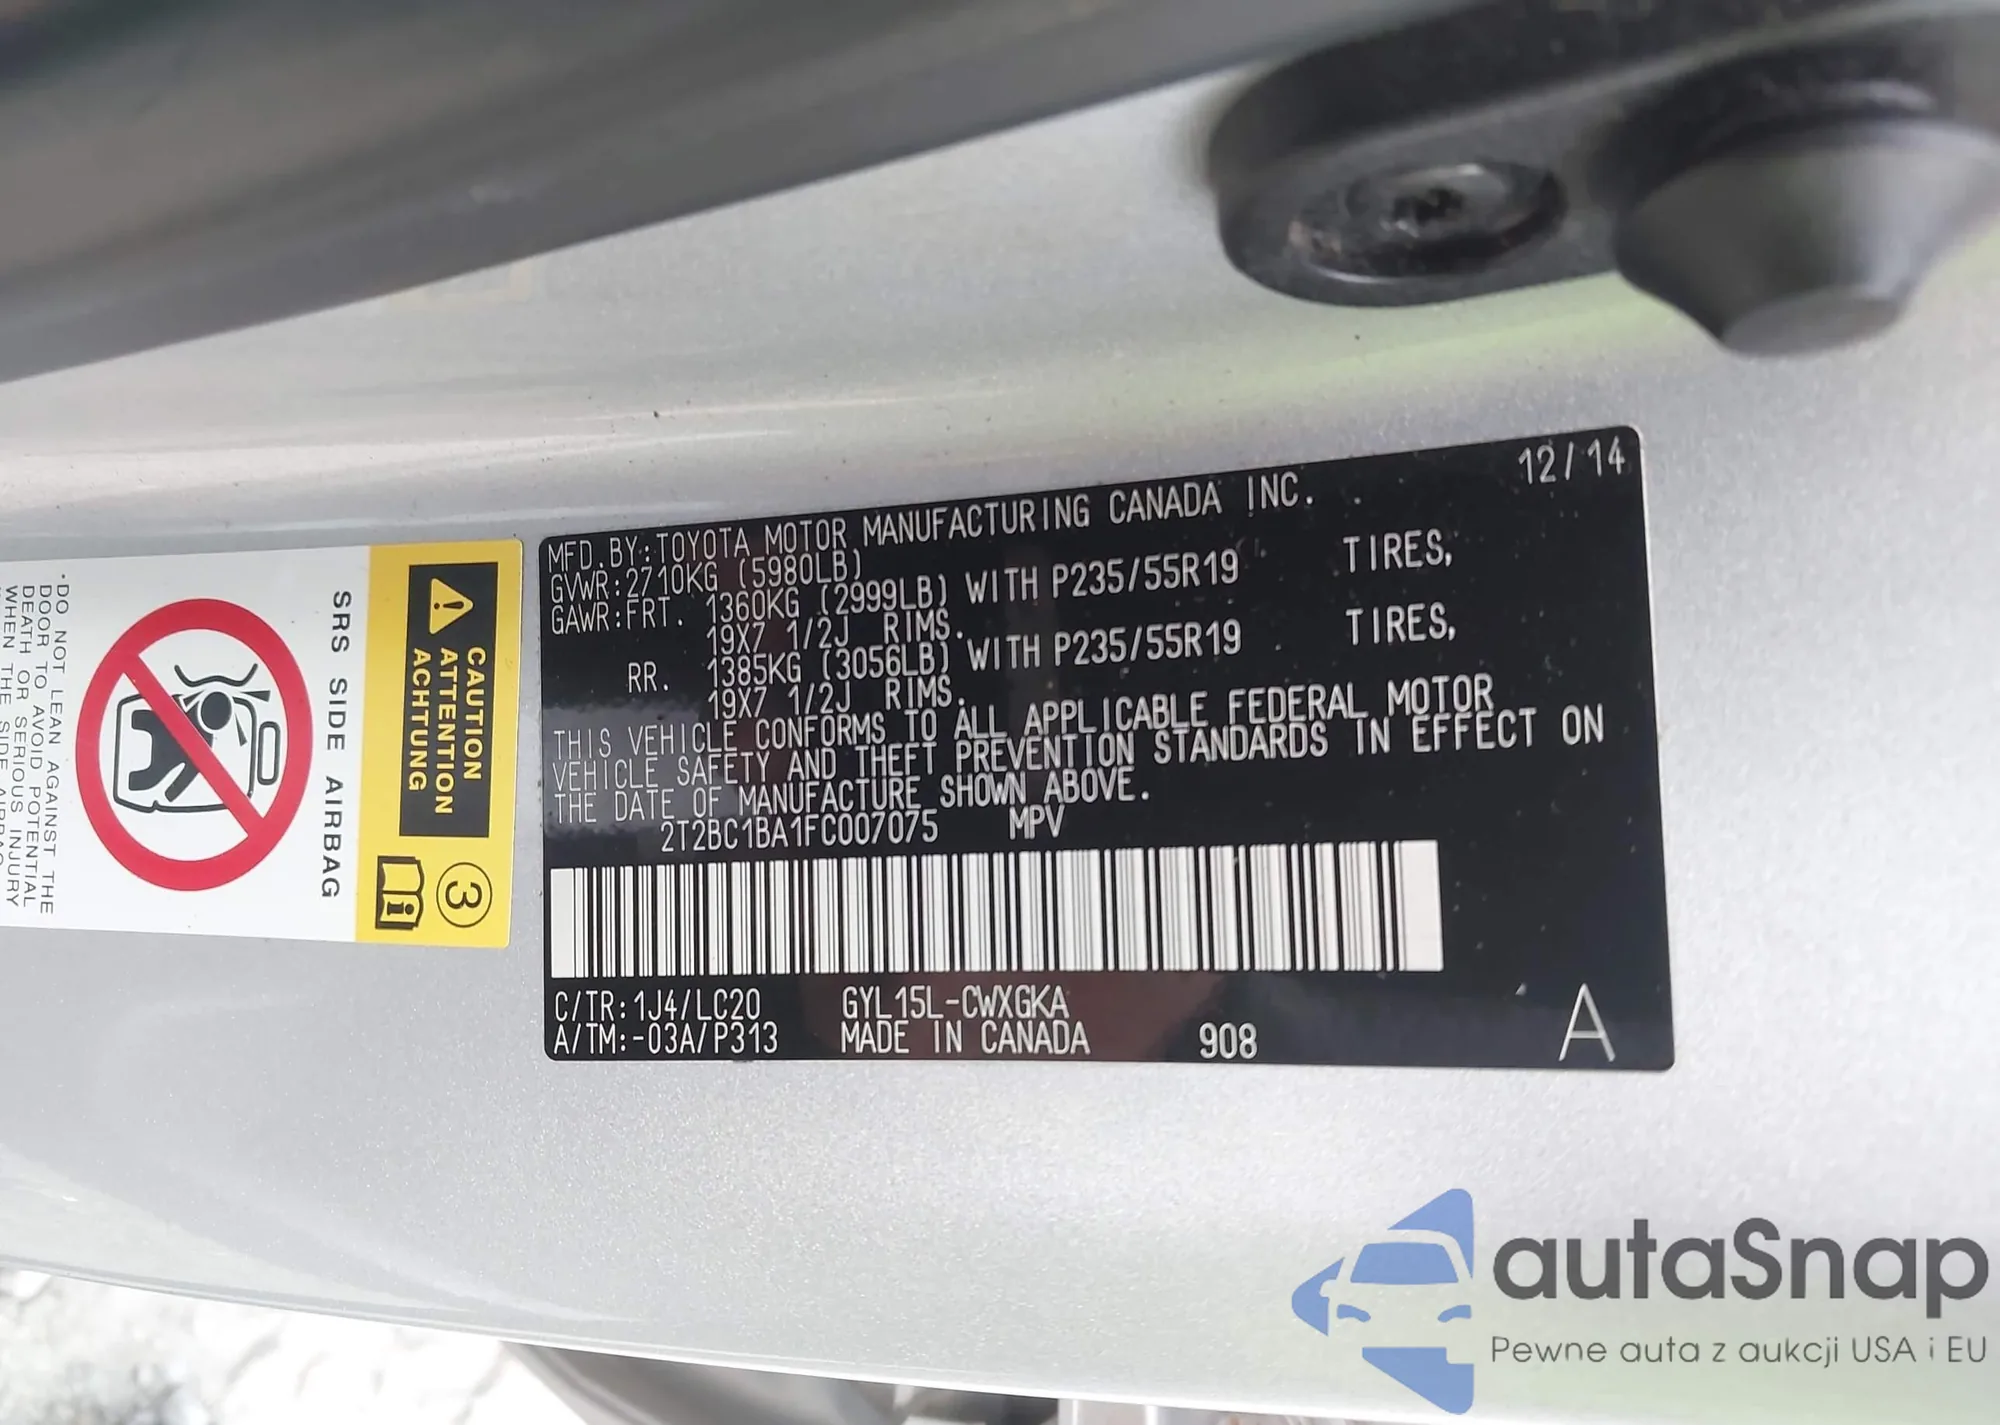 12/14
MFD.BY:TOYOTA MOTOR MANUFACTURING CANADA INC.
GVWR:2710KG (5980LB)
GAWR:FRT. 1360KG (2999LB) WITH P235/55R19 TIRES,
19X7 1/2J RIMS.
RR. 1385KG (3056LB) WITH P235/55R19 TIRES,
19X7 1/2J RIMS.
THIS VEHICLE CONFORMS TO ALL APPLICABLE FEDERAL MOTOR
VEHICLE SAFETY AND THEFT PREVENTION STANDARDS IN EFFECT ON
THE DATE OF MANUFACTURE SHOWN ABOVE.
2T2BC1BA1FC007075 MPV
C/TR:1J4/LC20 GYL15L-CWXGKA
A/TM:-03A/P313 MADE IN CANADA 908
A
CAUTION
ATTENTION
ACHTUNG
3
i
SRS SIDE AIRBAG
·DO NOT LEAN AGAINST THE
DOOR TO AVOID POTENTIAL
DEATH OR SERIOUS INJURY
WHEN THE SIDE
autaSnap
Pewne auta z aukcji USA i EU